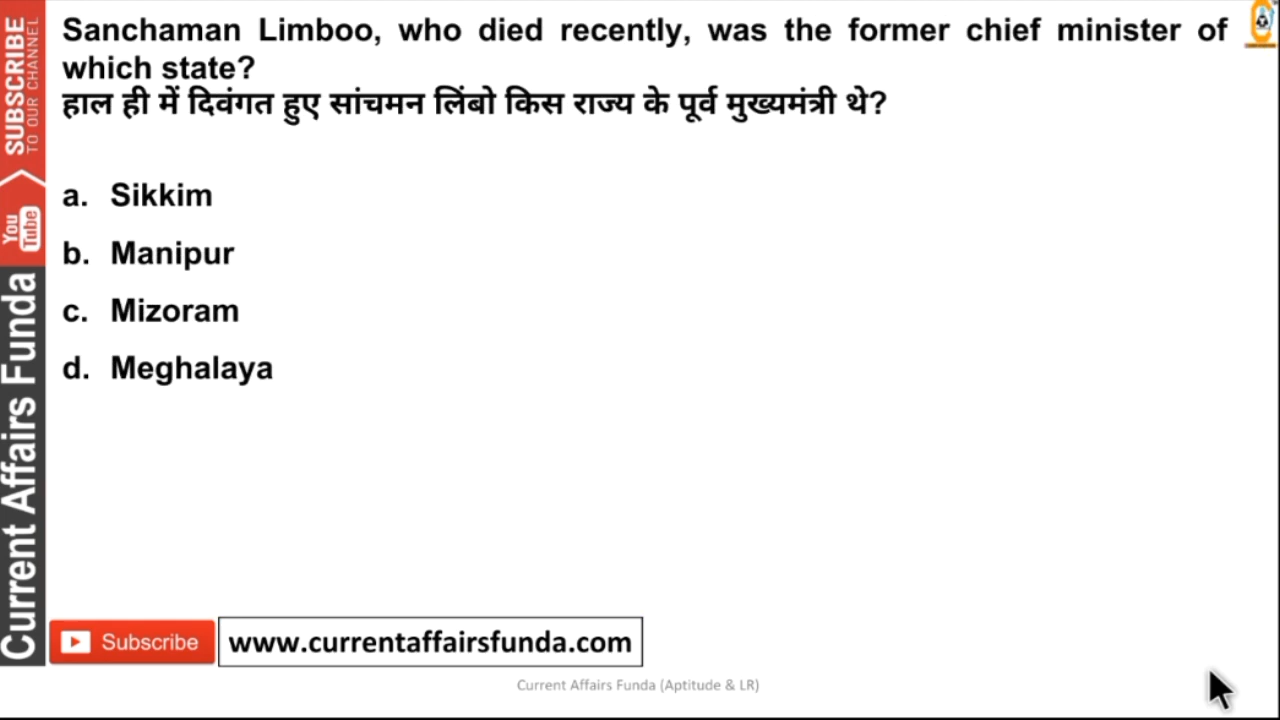 Sanchaman Limboo, who died recently, was the former chief minister of
which state?
हाल ही में दिवंगत हुए सांचमन लिंबो किस राज्य के पूर्व मुख्यमंत्री थे?
a. Sikkim
b. Manipur
c. Mizoram
d. Meghalaya
SUBSCRIBE
TO OUR CHANNEL
You
Tube
Current Affairs Funda
Subscribe
www.currentaffairsfunda.com
Current Affairs Funda (Aptitude & LR)